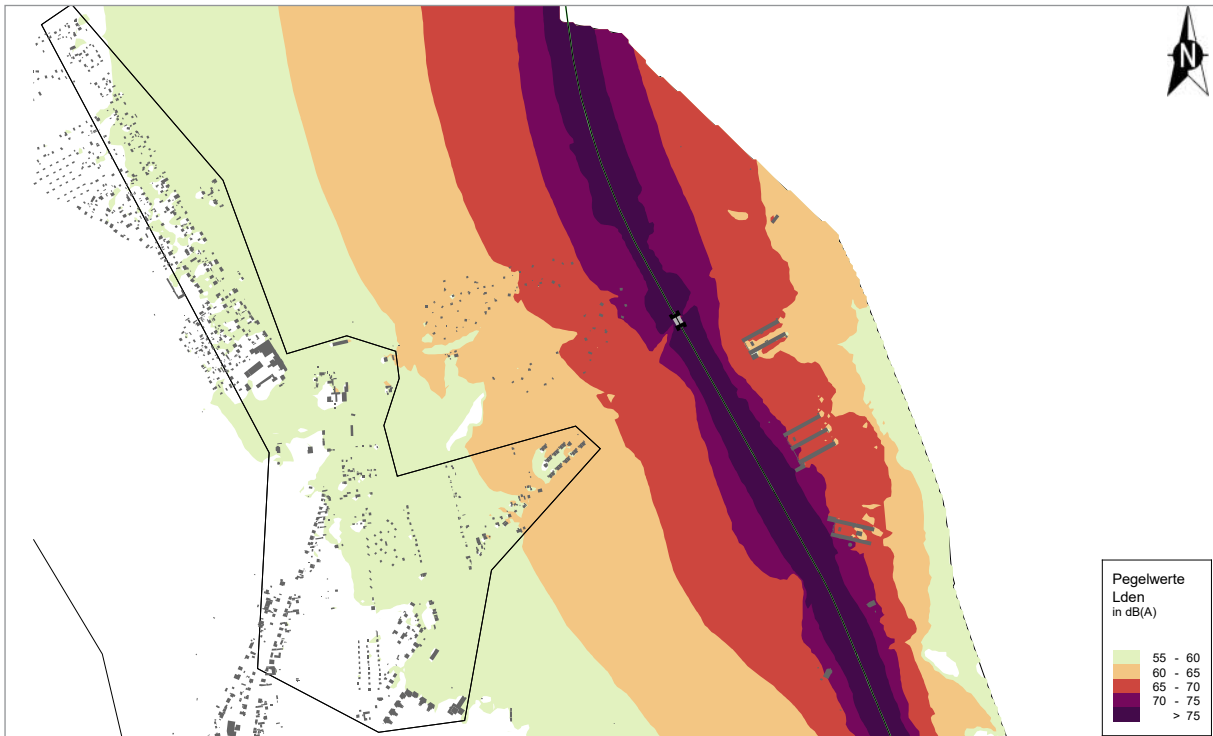 N
Pegelwerte
Lden
in dB(A)
55 - 60
60 - 65
65 - 70
70 - 75
> 75